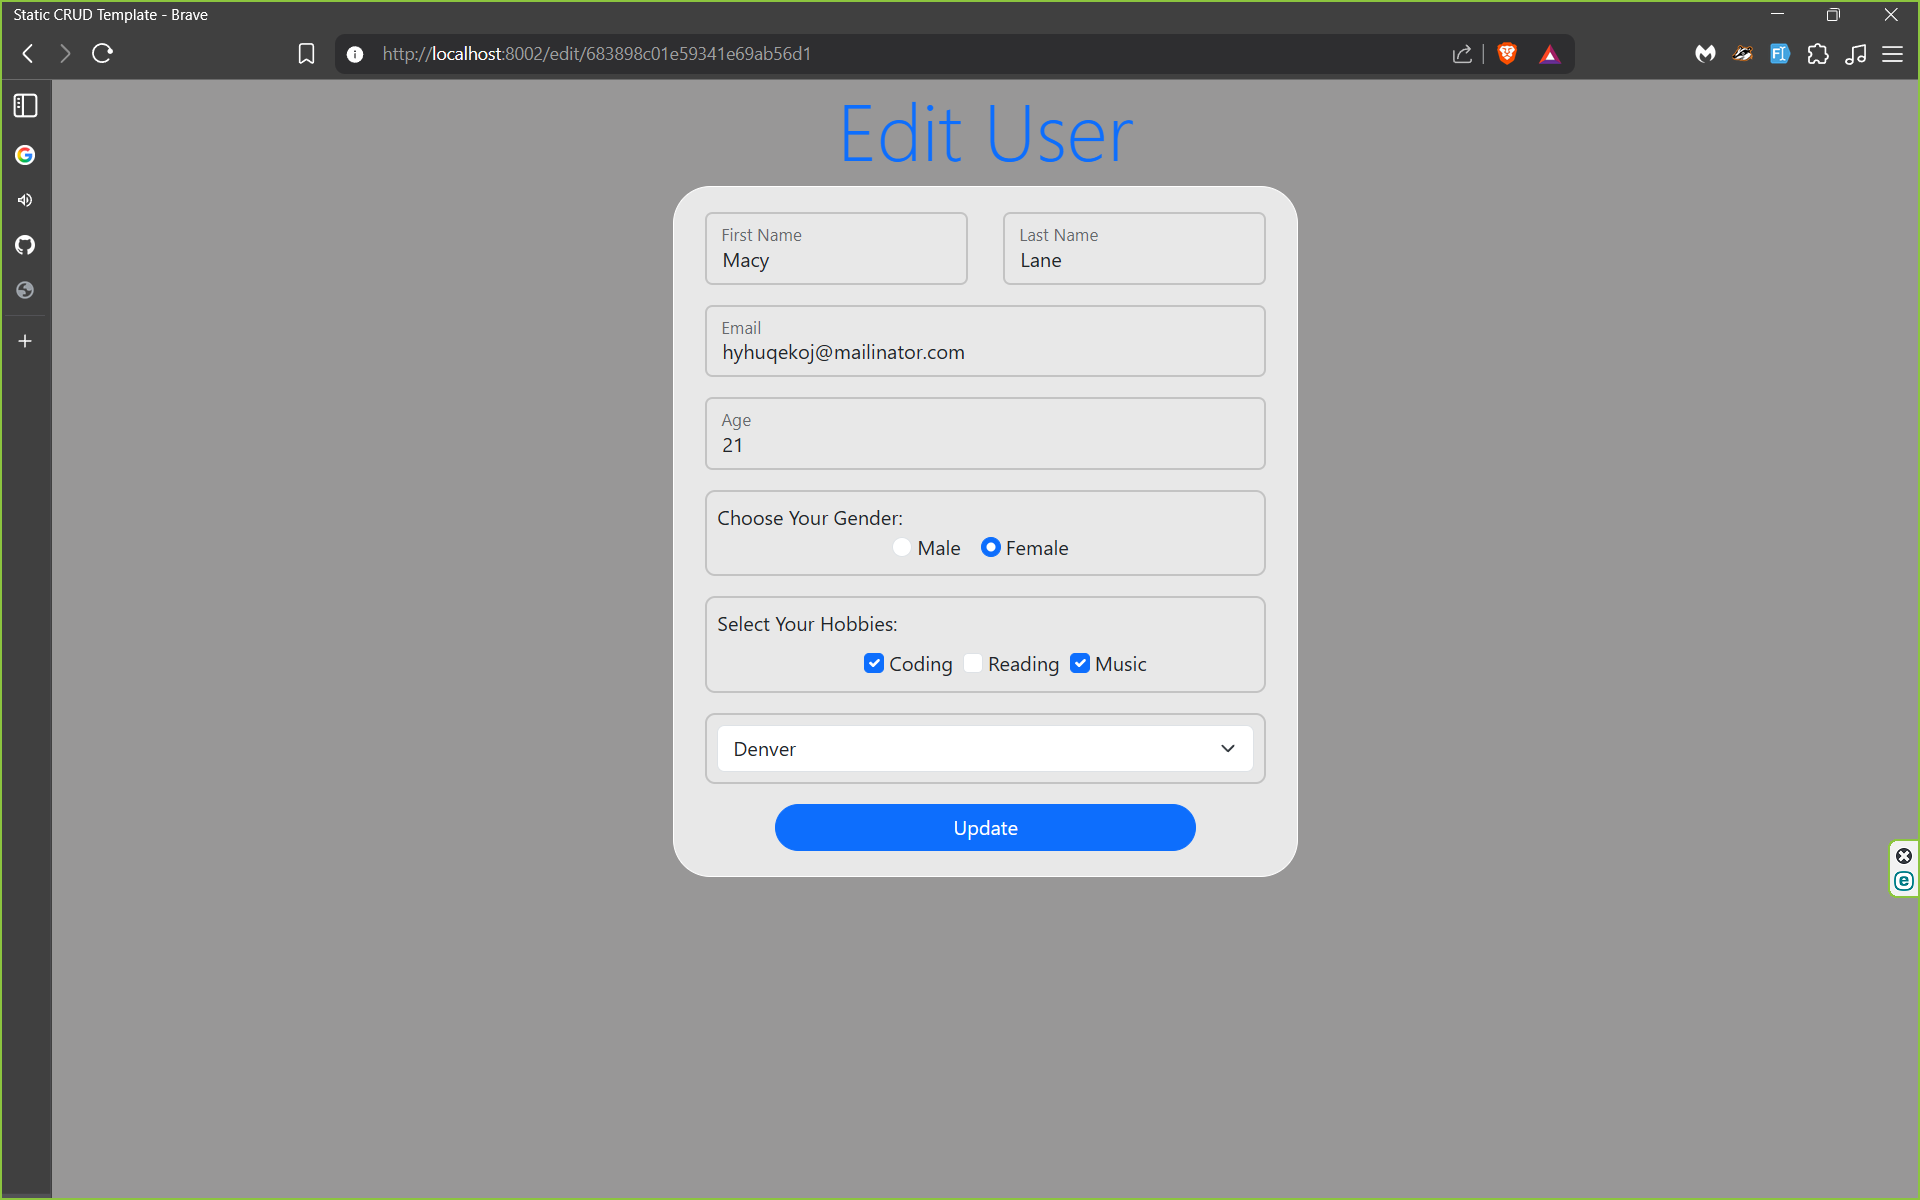 Static CRUD Template - Brave
http://localhost:8002/edit/683898c01e59341e69ab56d1
Edit User
First Name
Macy
Last Name
Lane
Email
hyhuqekoj@mailinator.com
Age
21
Choose Your Gender:
Male Female
Select Your Hobbies:
Coding Reading Music
Denver
Update